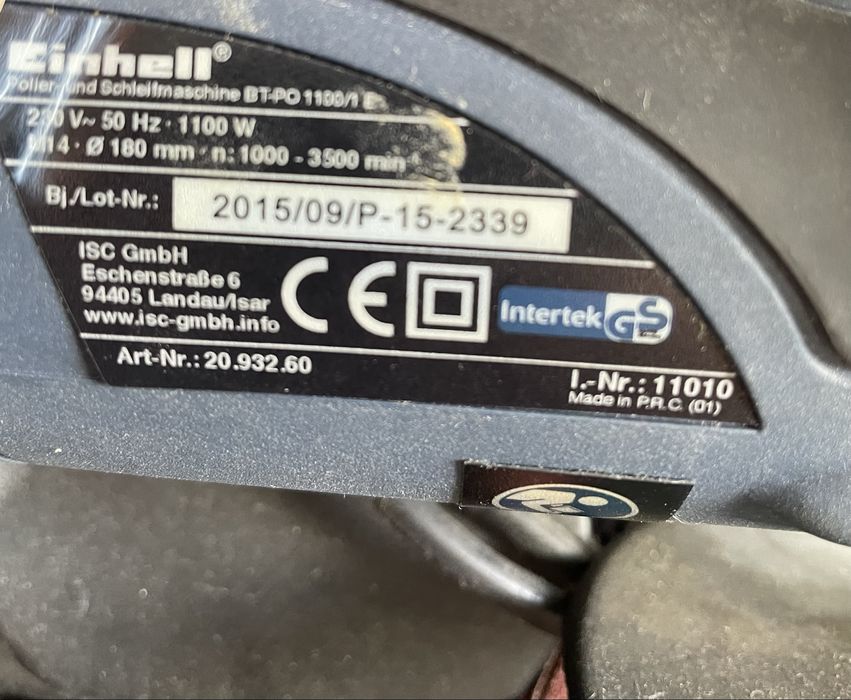 Einhell®
Polier- und Schleifmaschine BT-PO 1100/1 E
230 V~ 50 Hz · 1100 W
M14 · Ø 180 mm · n: 1000 - 3500 min⁻¹
Bj./Lot-Nr.: 2015/09/P-15-2339
ISC GmbH
Eschenstraße 6
94405 Landau/Isar
www.isc-gmbh.info
CE
Intertek GS
Art-Nr.: 20.932.60
I.-Nr.: 11010
Made in P.R.C. (01)